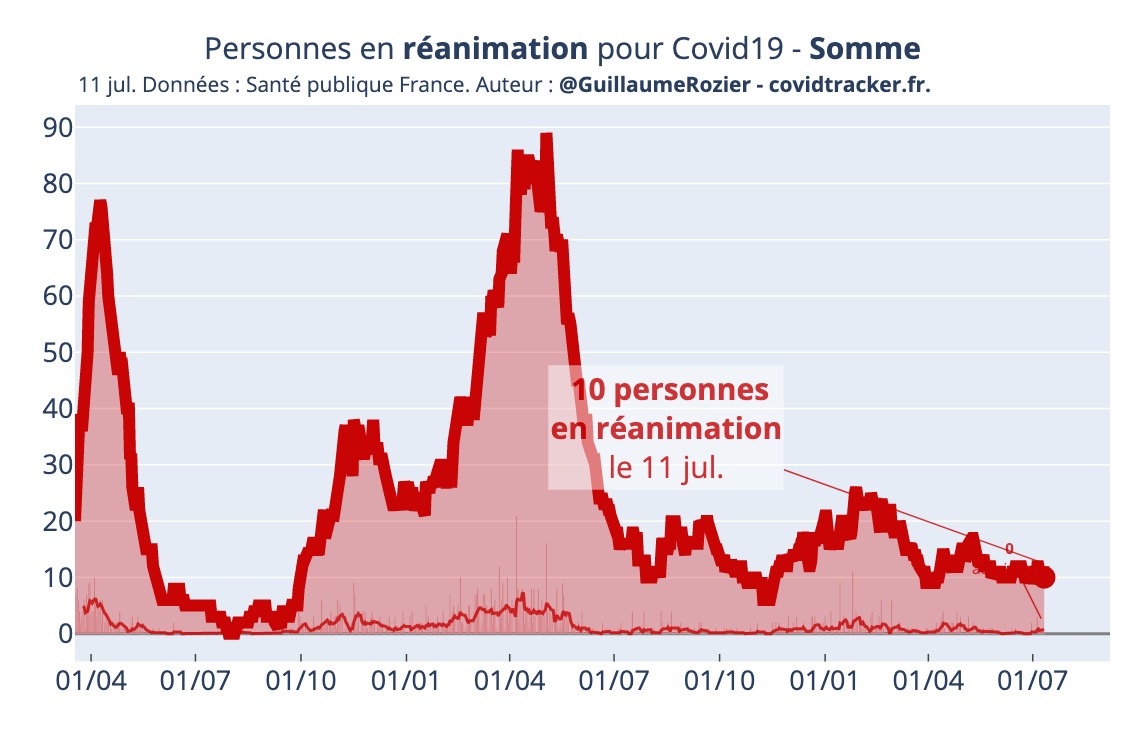 Personnes en réanimation pour Covid19 - Somme
11 jul. Données : Santé publique France. Auteur : @GuillaumeRozier - covidtracker.fr.
90
80
70
60
50
40
30
20
10
0
10 personnes
en réanimation
le 11 jul.
0
01/04 01/07 01/10 01/01 01/04 01/07 01/10 01/01 01/04 01/07